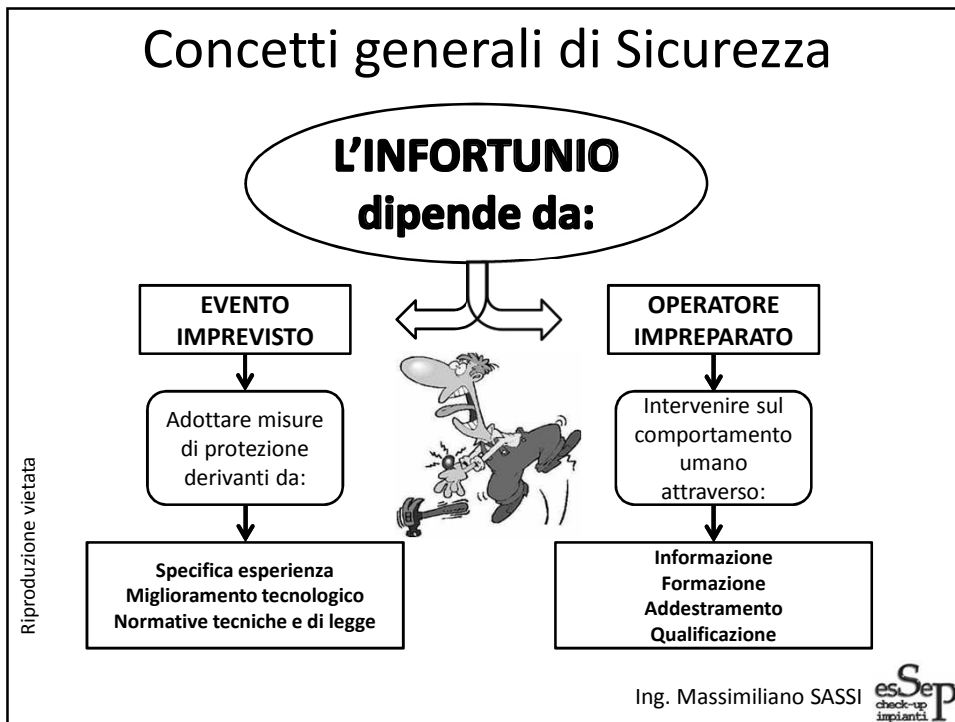 Concetti generali di Sicurezza
L'INFORTUNIO
dipende da:
EVENTO
IMPREVISTO
OPERATORE
IMPREPARATO
Adottare misure
di protezione
derivanti da:
Intervenire sul
comportamento
umano
attraverso:
Specifica esperienza
Miglioramento tecnologico
Normative tecniche e di legge
Informazione
Formazione
Addestramento
Qualificazione
Riproduzione vietata
Ing. Massimiliano SASSI
esSeP
check-up
impianti